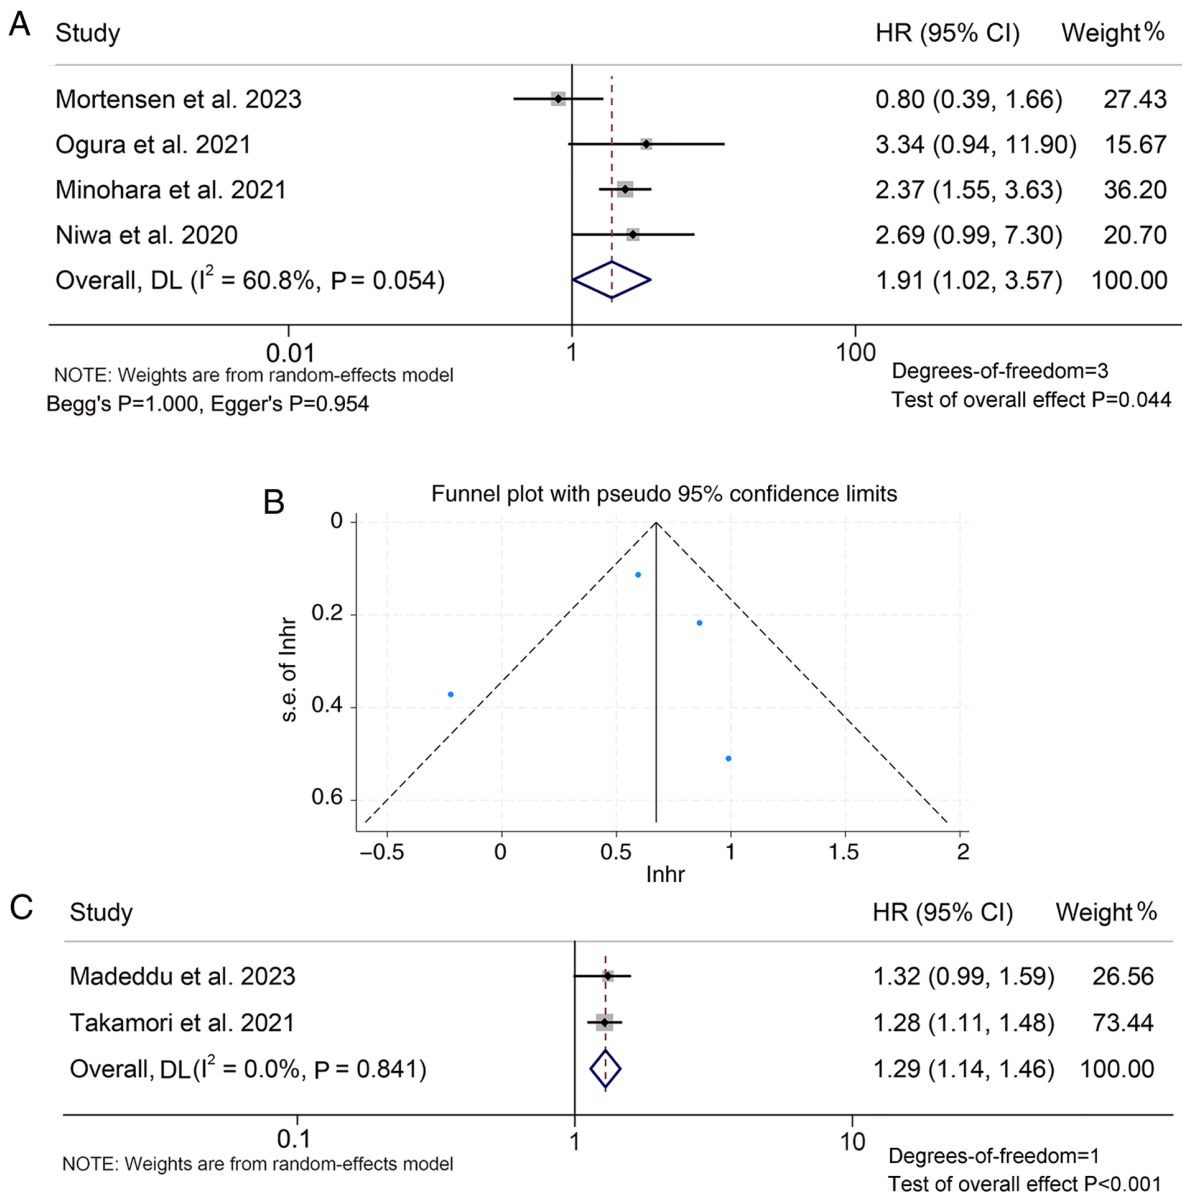 A
Study HR (95% CI) Weight%
Mortensen et al. 2023 0.80 (0.39, 1.66) 27.43
Ogura et al. 2021 3.34 (0.94, 11.90) 15.67
Minohara et al. 2021 2.37 (1.55, 3.63) 36.20
Niwa et al. 2020 2.69 (0.99, 7.30) 20.70
Overall, DL (I² = 60.8%, P = 0.054) 1.91 (1.02, 3.57) 100.00
0.01 1 100
NOTE: Weights are from random-effects model Degrees-of-freedom=3
Begg's P=1.000, Egger's P=0.954 Test of overall effect P=0.044
B
Funnel plot with pseudo 95% confidence limits
s.e. of lnhr
0
0.2
0.4
0.6
−0.5 0 0.5 1 1.5 2
lnhr
C
Study HR (95% CI) Weight%
Madeddu et al. 2023 1.32 (0.99, 1.59) 26.56
Takamori et al. 2021 1.28 (1.11, 1.48) 73.44
Overall, DL (I² = 0.0%, P = 0.841) 1.29 (1.14, 1.46) 100.00
0.1 1 10
NOTE: Weights are from random-effects model Degrees-of-freedom=1
Test of overall effect P<0.001